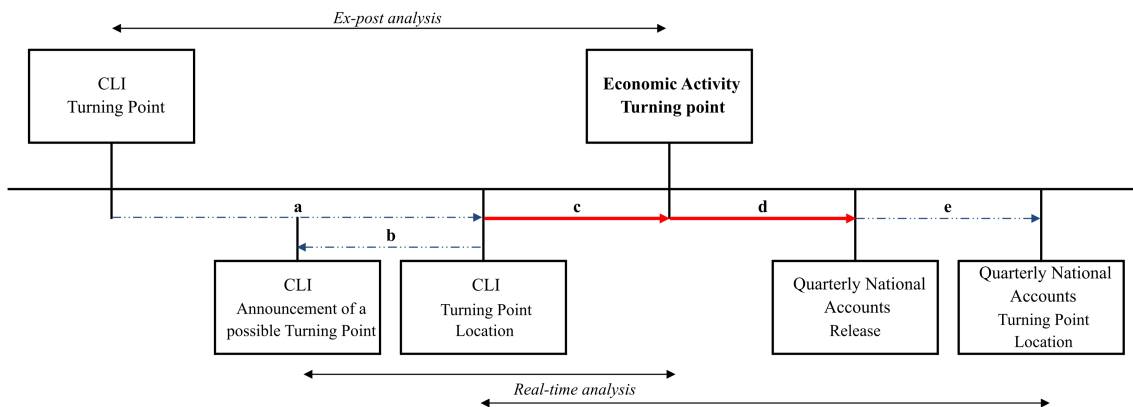 Ex-post analysis
CLI
Turning Point
Economic Activity
Turning point
a
c
d
e
b
CLI
Announcement of a
possible Turning Point
CLI
Turning Point
Location
Quarterly National
Accounts
Release
Quarterly National
Accounts
Turning Point
Location
Real-time analysis